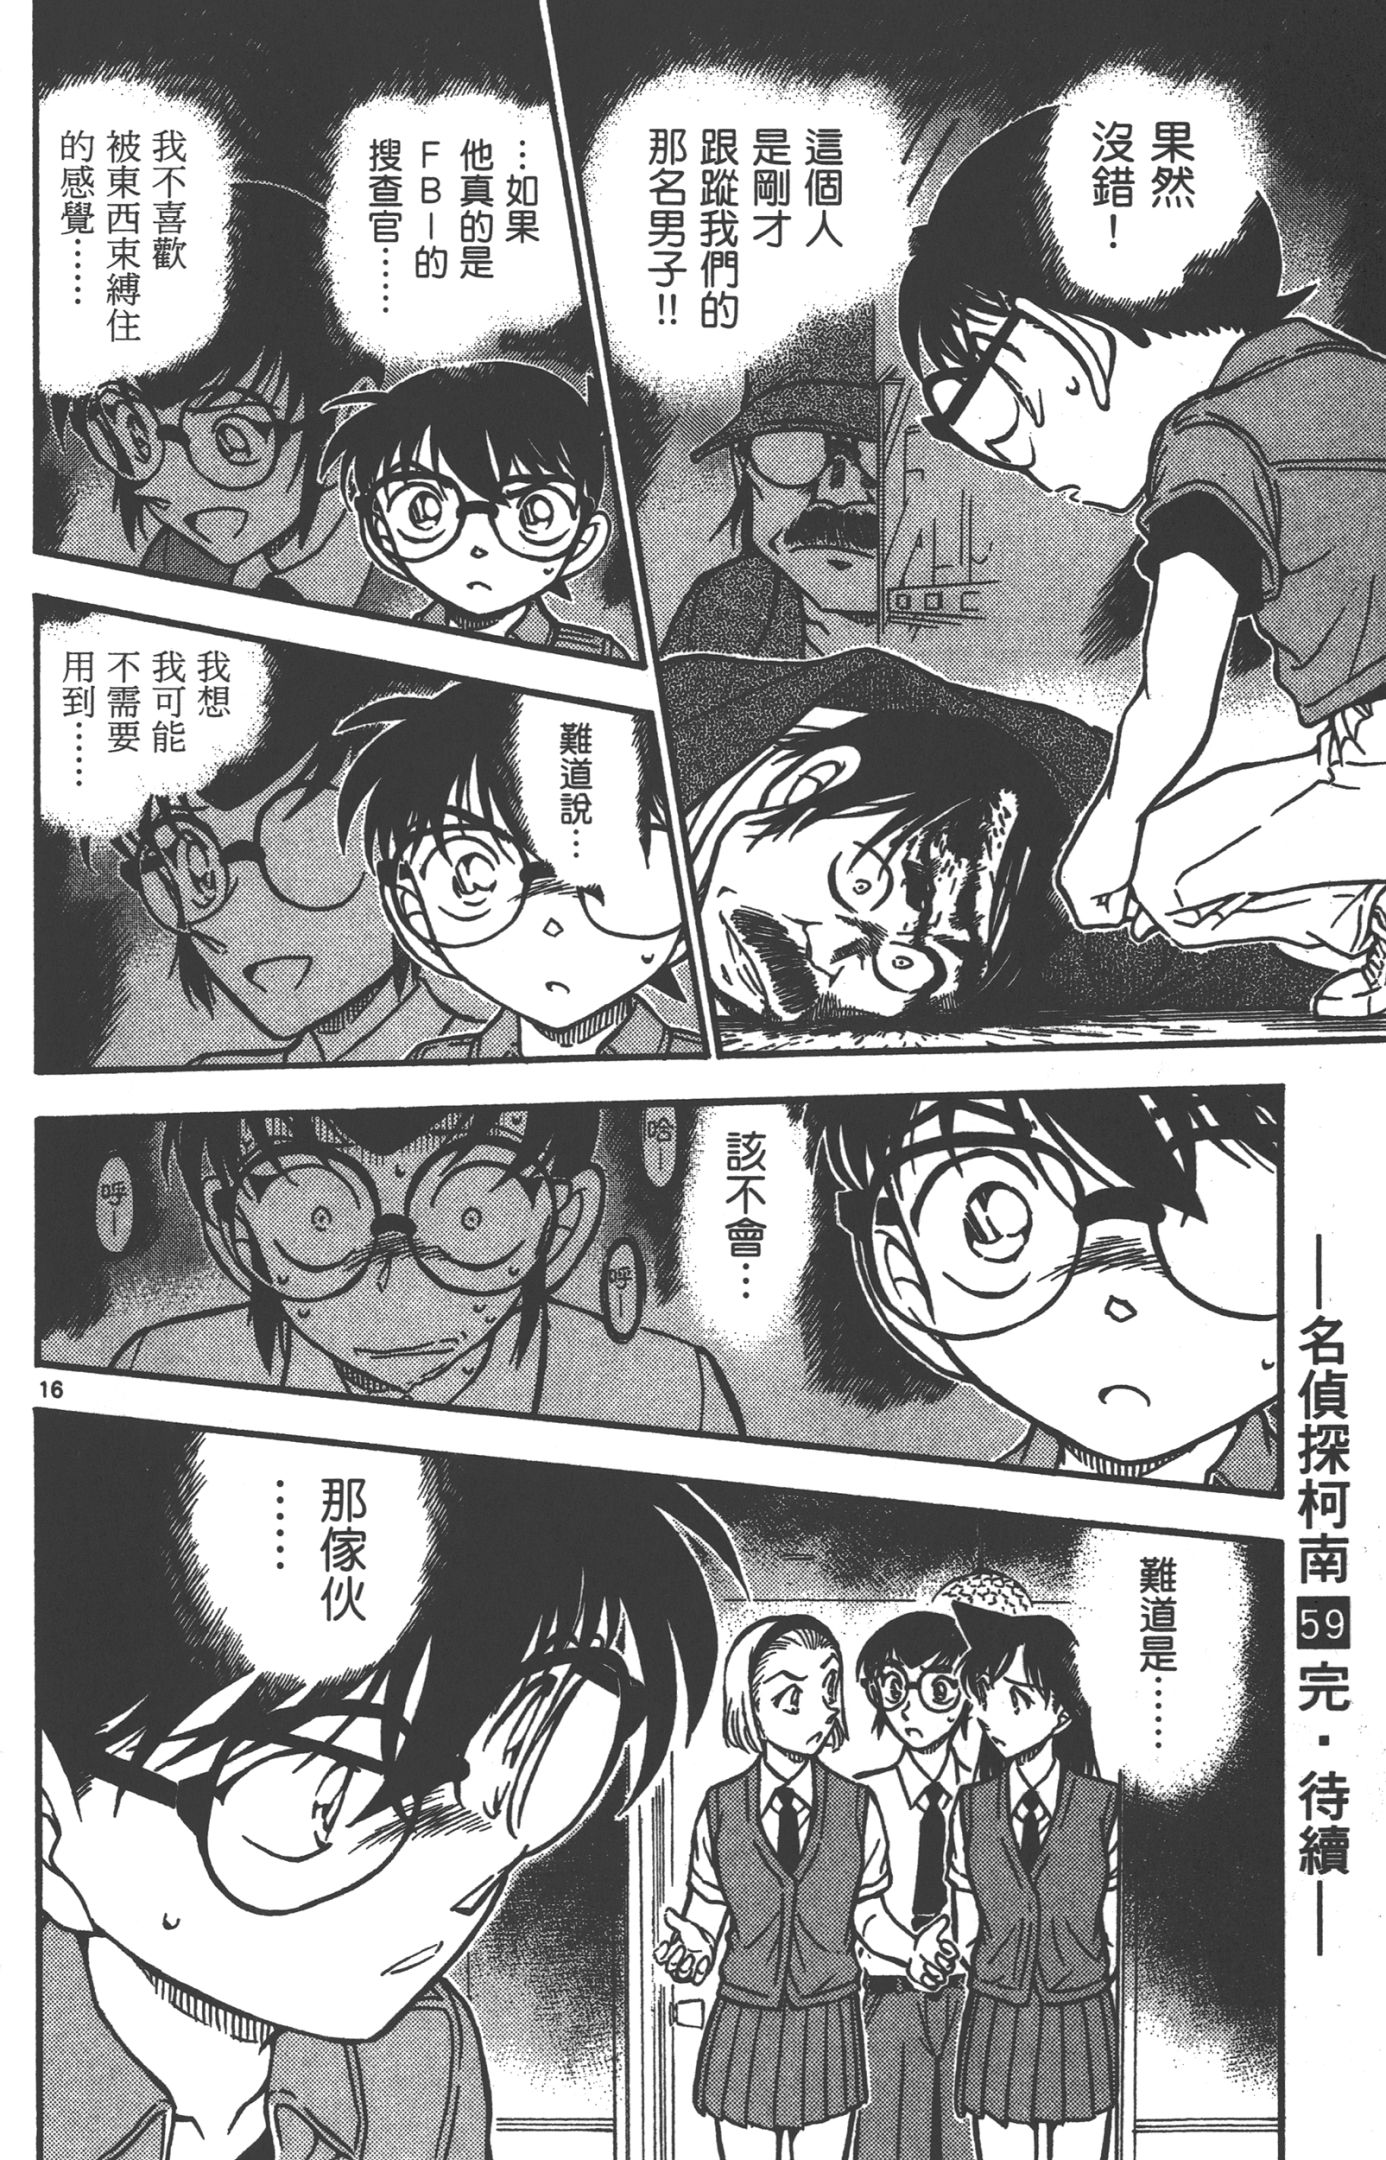 果然
沒錯！
這個人
是剛才
跟蹤我們的
那名男子!!
…如果
他真的是
FBI的
搜查官……
我不喜歡
被東西束縛住
的感覺……
難道說…
我想
我可能
不需要
用到……
該不會…
哈—
呼—
呼—
16
難道是……
那傢伙
……
—名偵探柯南59完．待續—